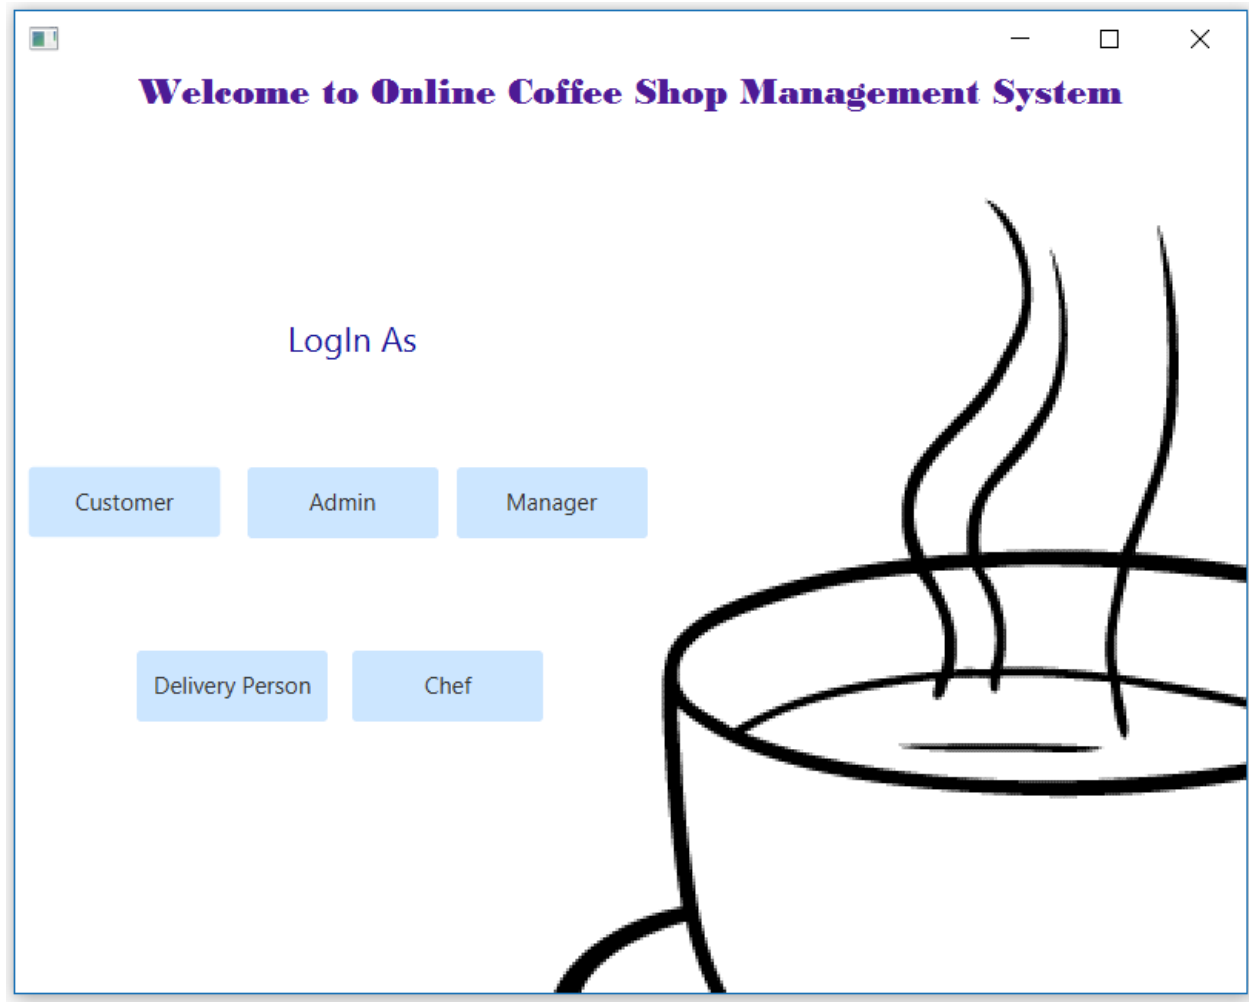 Welcome to Online Coffee Shop Management System
LogIn As
Customer
Admin
Manager
Delivery Person
Chef